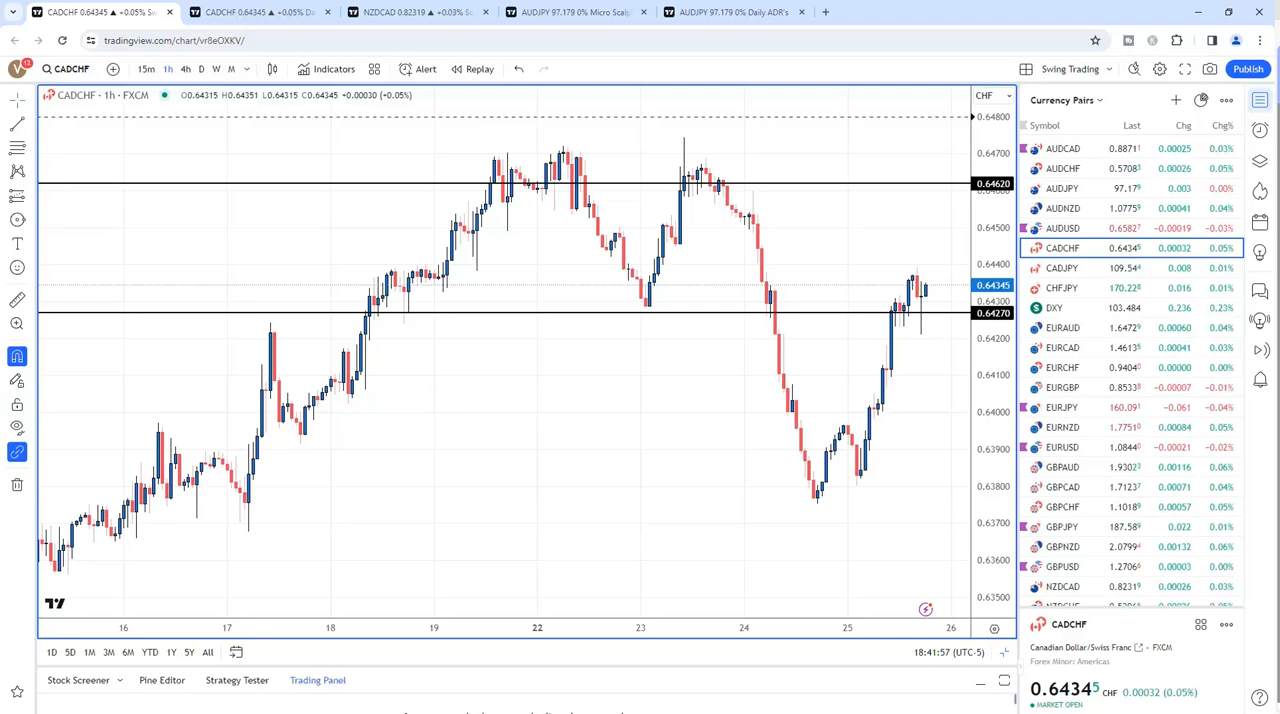 CADCHF 0.64345 ▲ +0.05% Sw
CADCHF 0.64345 ▲ +0.05% Da
NZDCAD 0.82319 ▲ +0.03% Sc
AUDJPY 97.179 0% Micro Scalp
AUDJPY 97.179 0% Daily ADR's
tradingview.com/chart/vr8eOXKV/
V 12 CADCHF 15m 1h 4h D W M Indicators Alert Replay Swing Trading Publish
CADCHF · 1h · FXCM O0.64315 H0.64351 L0.64315 C0.64345 +0.00030 (+0.05%)
CHF
0.64800
0.64700
0.64620
0.64500
0.64400
0.64345
0.64300
0.64270
0.64200
0.64100
0.64000
0.63900
0.63800
0.63700
0.63600
0.63500
16 17 18 19 22 23 24 25 26
1D 5D 1M 3M 6M YTD 1Y 5Y All
18:41:57 (UTC-5)
Stock Screener Pine Editor Strategy Tester Trading Panel
Currency Pairs
Symbol Last Chg Chg%
AUDCAD 0.88711 0.00025 0.03%
AUDCHF 0.57083 0.00023 0.04%
AUDJPY 97.179 0.003 0.00%
AUDNZD 1.07759 0.00041 0.04%
AUDUSD 0.65827 −0.00019 −0.03%
CADCHF 0.64345 0.00032 0.05%
CADJPY 109.544 0.008 0.01%
CHFJPY 170.228 0.016 0.01%
DXY 103.484 0.236 0.23%
EURAUD 1.64729 0.00060 0.04%
EURCAD 1.46135 0.00041 0.03%
EURCHF 0.94040 0.00000 0.00%
EURGBP 0.85338 −0.00007 −0.01%
EURJPY 160.091 −0.061 −0.04%
EURNZD 1.77510 0.00084 0.05%
EURUSD 1.08440 −0.00021 −0.02%
GBPAUD 1.93023 0.00116 0.06%
GBPCAD 1.71237 0.00071 0.04%
GBPCHF 1.10189 0.00057 0.05%
GBPJPY 187.589 0.022 0.01%
GBPNZD 2.07994 0.00132 0.06%
GBPUSD 1.27066 0.00003 0.00%
NZDCAD 0.82319 0.00026 0.03%
CADCHF
Canadian Dollar/Swiss Franc · FXCM
Forex Minor: Americas
0.64345 CHF 0.00032 (0.05%)
MARKET OPEN